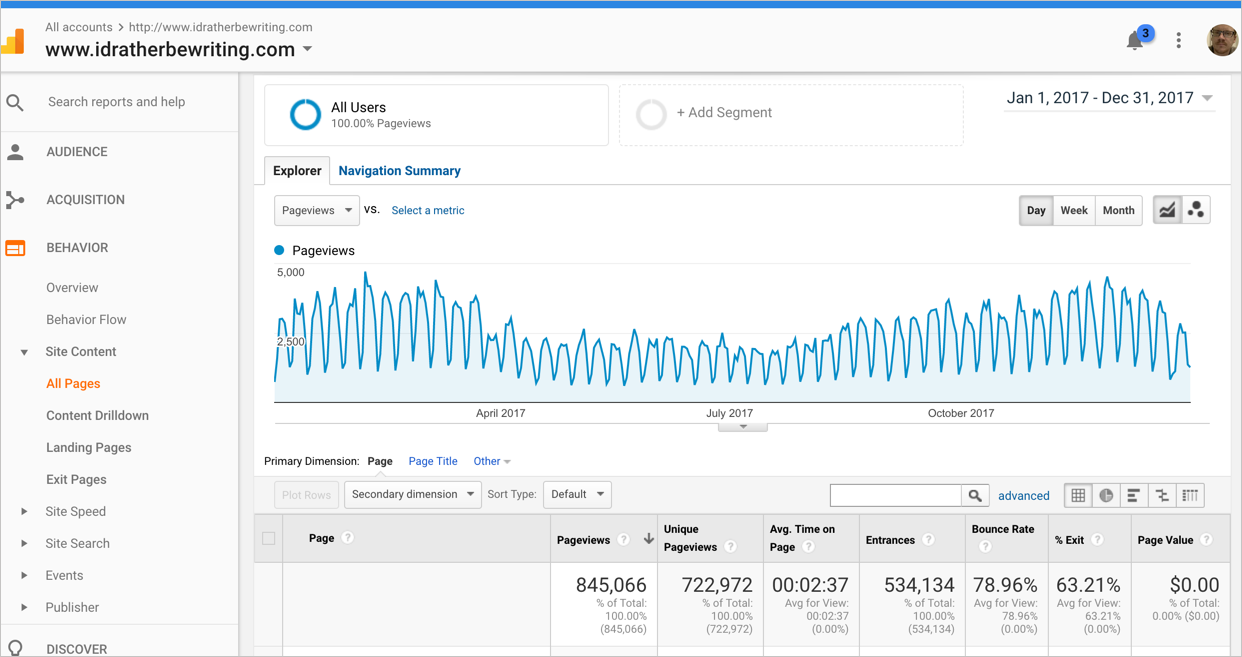 All accounts > http://www.idratherbewriting.com
www.idratherbewriting.com
3
Search reports and help
AUDIENCE
ACQUISITION
BEHAVIOR
Overview
Behavior Flow
Site Content
All Pages
Content Drilldown
Landing Pages
Exit Pages
Site Speed
Site Search
Events
Publisher
DISCOVER
All Users
100.00% Pageviews
+ Add Segment
Jan 1, 2017 - Dec 31, 2017
Explorer
Navigation Summary
Pageviews
VS.
Select a metric
Day
Week
Month
Pageviews
5,000
2,500
April 2017
July 2017
October 2017
Primary Dimension:
Page
Page Title
Other
Plot Rows
Secondary dimension
Sort Type:
Default
advanced
Page ?
Pageviews ?
Unique
Pageviews ?
Avg. Time on
Page ?
Entrances ?
Bounce Rate
?
% Exit ?
Page Value ?
845,066
% of Total:
100.00%
(845,066)
722,972
% of Total:
100.00%
(722,972)
00:02:37
Avg for View:
00:02:37
(0.00%)
534,134
% of Total:
100.00%
(534,134)
78.96%
Avg for View:
78.96%
(0.00%)
63.21%
Avg for View:
63.21%
(0.00%)
$0.00
% of Total:
0.00% ($0.00)